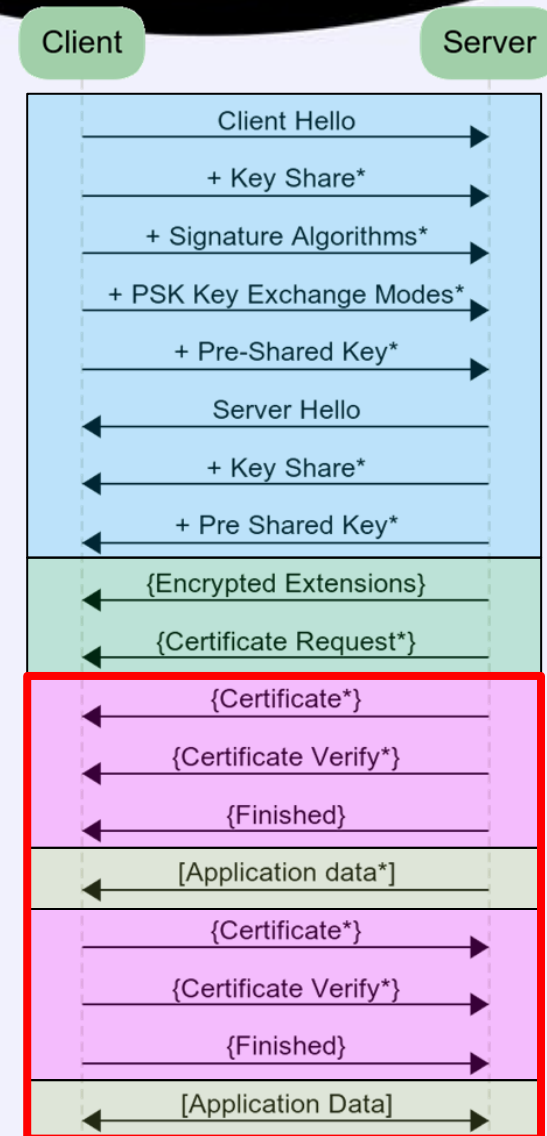 Client
Server
Client Hello
+ Key Share*
+ Signature Algorithms*
+ PSK Key Exchange Modes*
+ Pre-Shared Key*
Server Hello
+ Key Share*
+ Pre Shared Key*
{Encrypted Extensions}
{Certificate Request*}
{Certificate*}
{Certificate Verify*}
{Finished}
[Application data*]
{Certificate*}
{Certificate Verify*}
{Finished}
[Application Data]